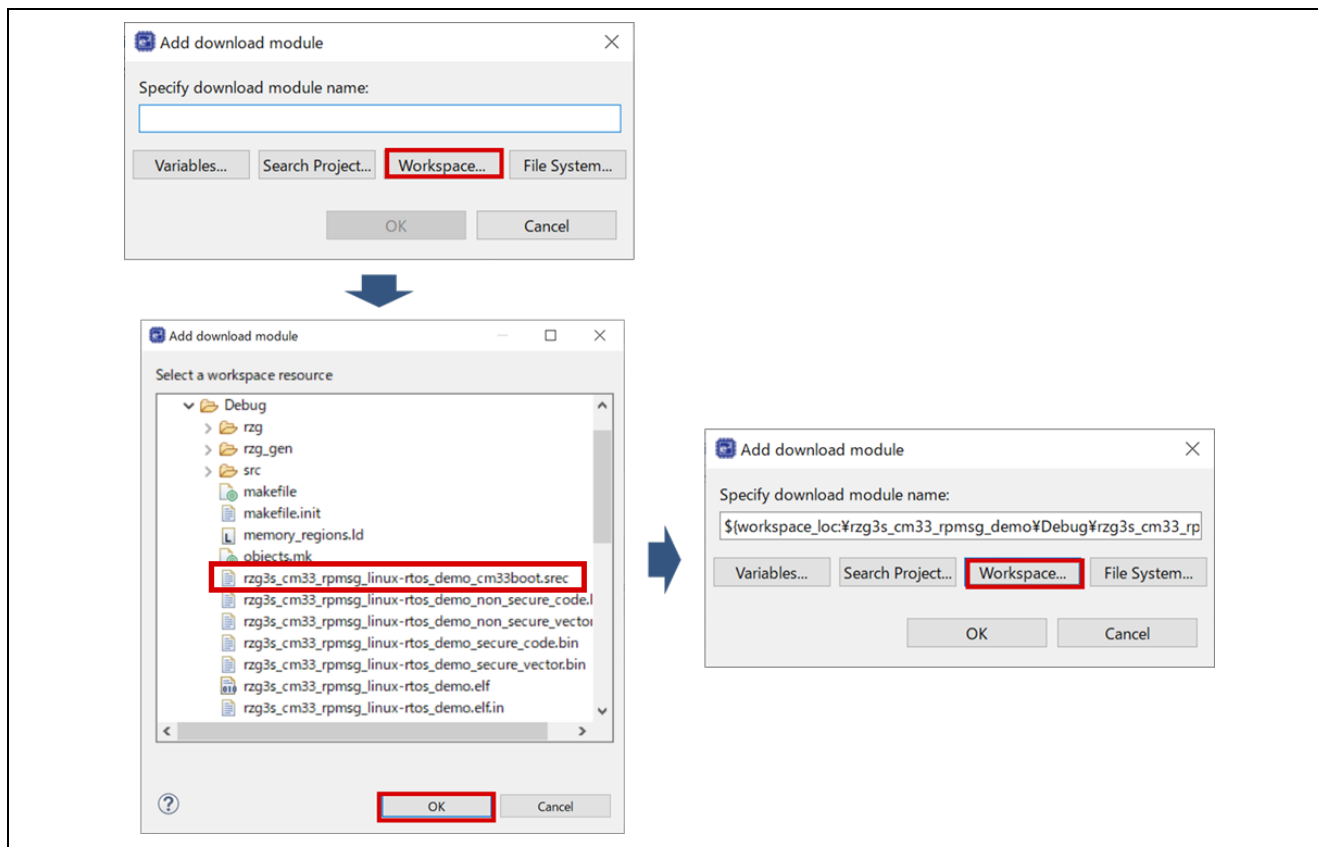 Add download module
Specify download module name:
Variables... Search Project... Workspace... File System...
OK Cancel
Add download module
Select a workspace resource
Debug
rzg
rzg_gen
src
makefile
makefile.init
memory_regions.ld
objects.mk
rzg3s_cm33_rpmsg_linux-rtos_demo_cm33boot.srec
rzg3s_cm33_rpmsg_linux-rtos_demo_non_secure_code.
rzg3s_cm33_rpmsg_linux-rtos_demo_non_secure_vector
rzg3s_cm33_rpmsg_linux-rtos_demo_secure_code.bin
rzg3s_cm33_rpmsg_linux-rtos_demo_secure_vector.bin
rzg3s_cm33_rpmsg_linux-rtos_demo.elf
rzg3s_cm33_rpmsg_linux-rtos_demo.elf.in
OK Cancel
Add download module
Specify download module name:
${workspace_loc:¥rzg3s_cm33_rpmsg_demo¥Debug¥rzg3s_cm33_rp
Variables... Search Project... Workspace... File System...
OK Cancel